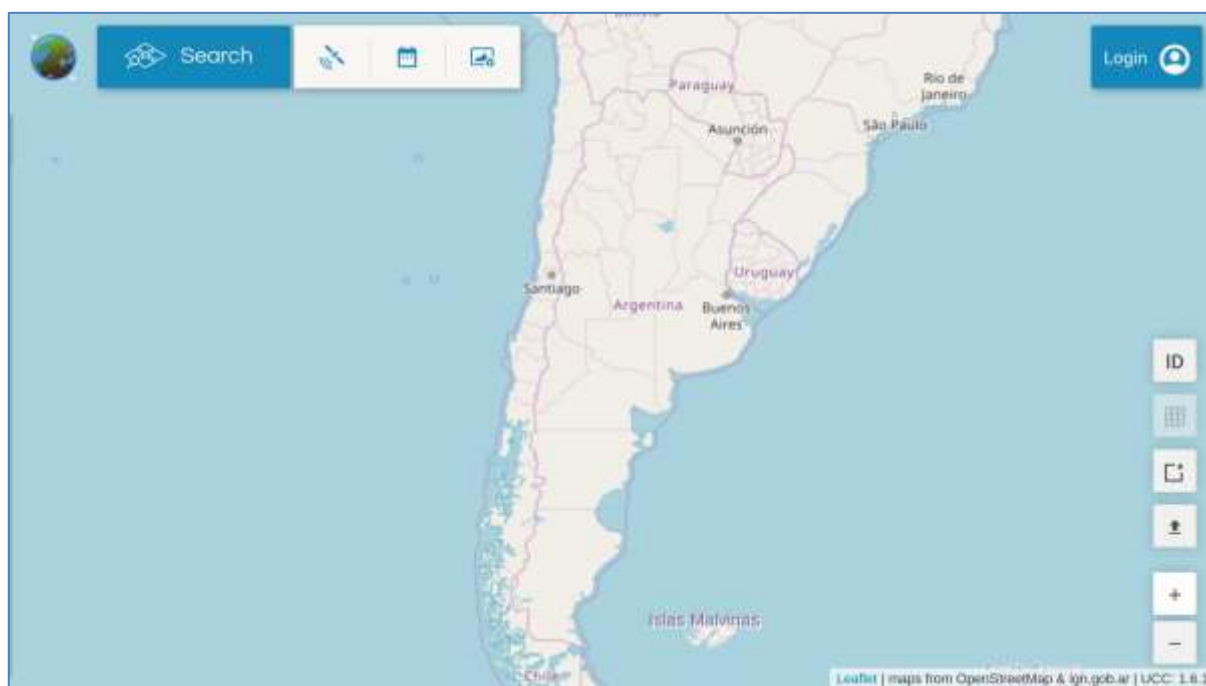 Search
Login
Bolivia
Paraguay
Rio de
Janeiro
São Paulo
Asunción
Uruguay
Santiago
Argentina
Buenos
Aires
ID
Islas Malvinas
+
−
Chile
Leaflet | maps from OpenStreetMap & ign.gob.ar | UCC: 1.6.1